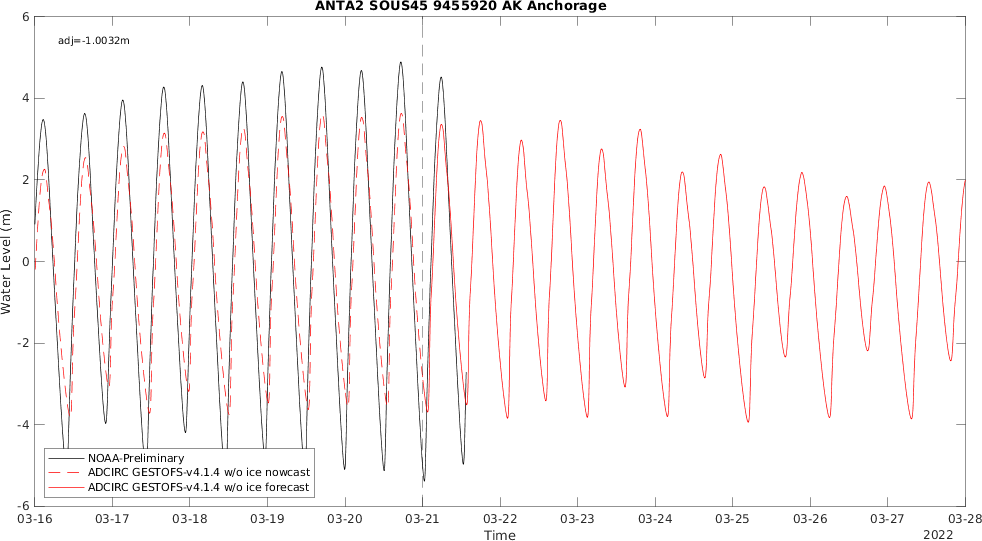 ANTA2 SOUS45 9455920 AK Anchorage
6
adj=-1.0032m
4
2
0
-2
-4
-6
Water Level (m)
NOAA-Preliminary
ADCIRC GESTOFS-v4.1.4 w/o ice nowcast
ADCIRC GESTOFS-v4.1.4 w/o ice forecast
03-16 03-17 03-18 03-19 03-20 03-21 03-22 03-23 03-24 03-25 03-26 03-27 03-28
Time
2022